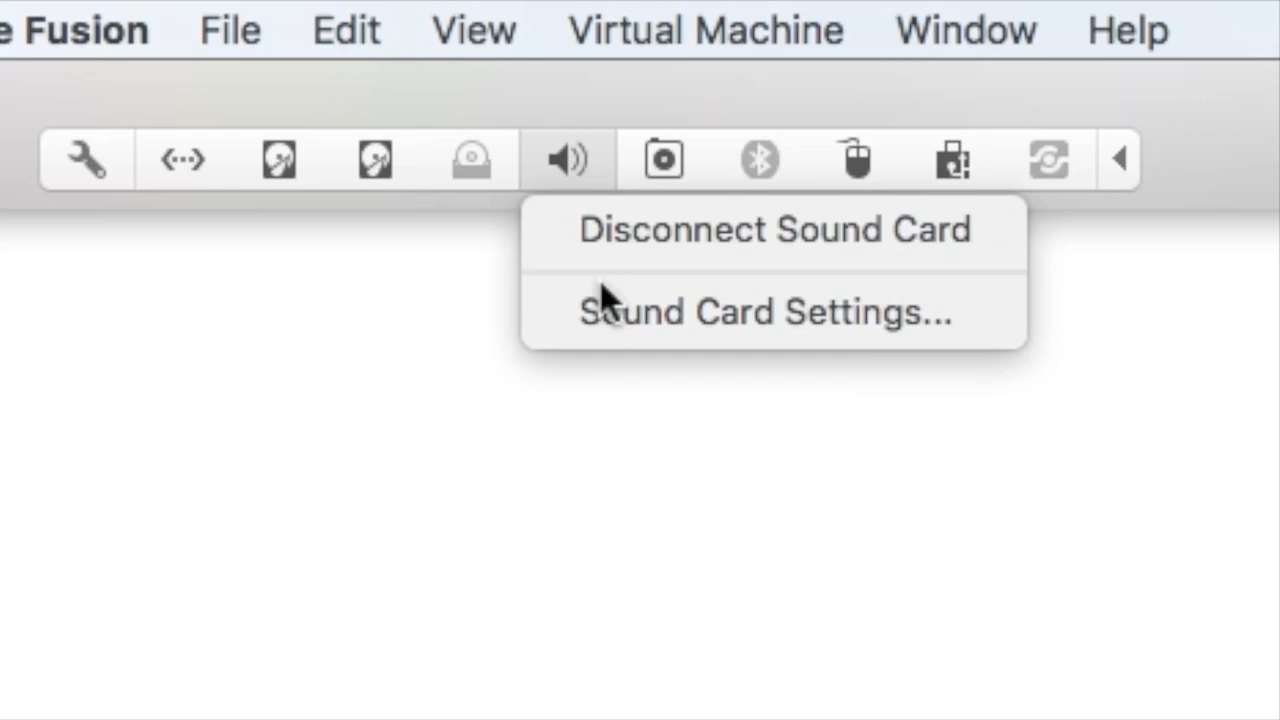 e Fusion File Edit View Virtual Machine Window Help
Disconnect Sound Card
Sound Card Settings...